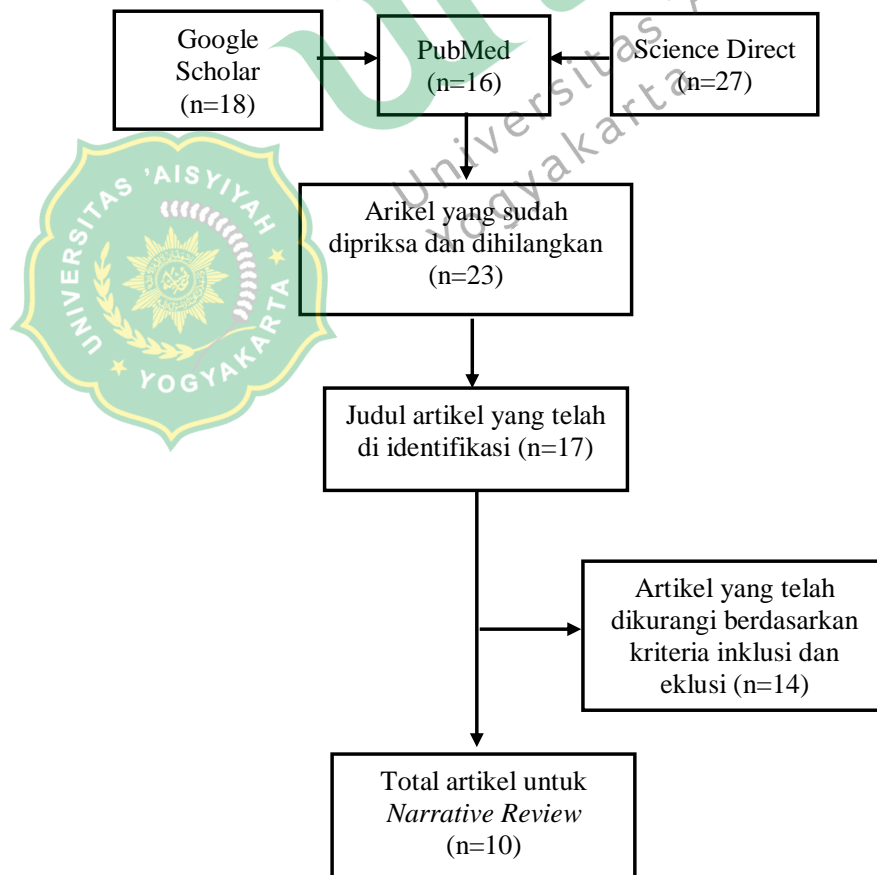 Google
Scholar
(n=18)
PubMed
(n=16)
Science Direct
(n=27)
Universitas
Yogyakarta
UNIVERSITAS 'AISYIYAH
YOGYAKARTA
Arikel yang sudah
dipriksa dan dihilangkan
(n=23)
Judul artikel yang telah
di identifikasi (n=17)
Artikel yang telah
dikurangi berdasarkan
kriteria inklusi dan
eklusi (n=14)
Total artikel untuk
Narrative Review
(n=10)